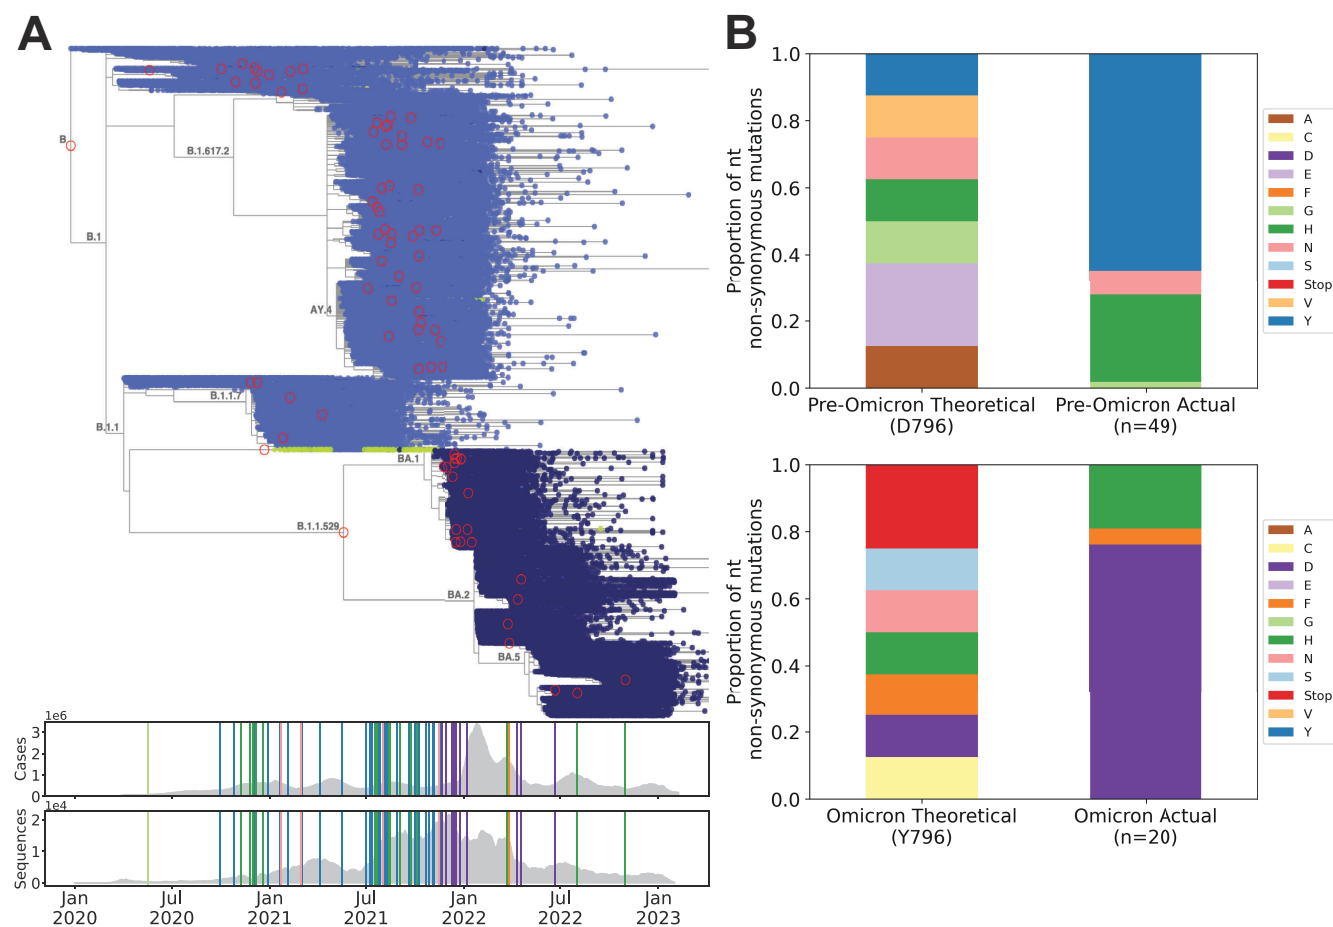 A
B
B.1.617.2
B.1
AY.4
B.1.1.7
B.1.1
BA.1
B.1.1.529
BA.2
BA.5
1e6
Cases
3
2
1
0
1e4
Sequences
2
1
0
Jan
2020
Jul
2020
Jan
2021
Jul
2021
Jan
2022
Jul
2022
Jan
2023
B
Proportion of nt
non-synonymous mutations
1.0
0.8
0.6
0.4
0.2
0.0
Pre-Omicron Theoretical
(D796)
Pre-Omicron Actual
(n=49)
A
C
D
E
F
G
H
N
S
Stop
V
Y
Proportion of nt
non-synonymous mutations
1.0
0.8
0.6
0.4
0.2
0.0
Omicron Theoretical
(Y796)
Omicron Actual
(n=20)
A
C
D
E
F
G
H
N
S
Stop
V
Y